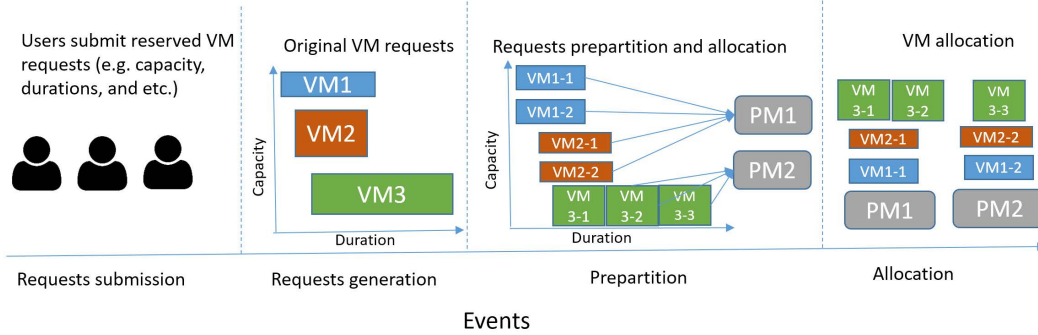 Users submit reserved VM
requests (e.g. capacity,
durations, and etc.)
Requests submission
Original VM requests
Capacity
VM1
VM2
VM3
Duration
Requests generation
Requests prepartition and allocation
Capacity
VM1-1
VM1-2
VM2-1
VM2-2
VM
3-1
VM
3-2
VM
3-3
PM1
PM2
Duration
Prepartition
VM allocation
VM
3-1
VM
3-2
VM
3-3
VM2-1
VM2-2
VM1-1
VM1-2
PM1
PM2
Allocation
Events